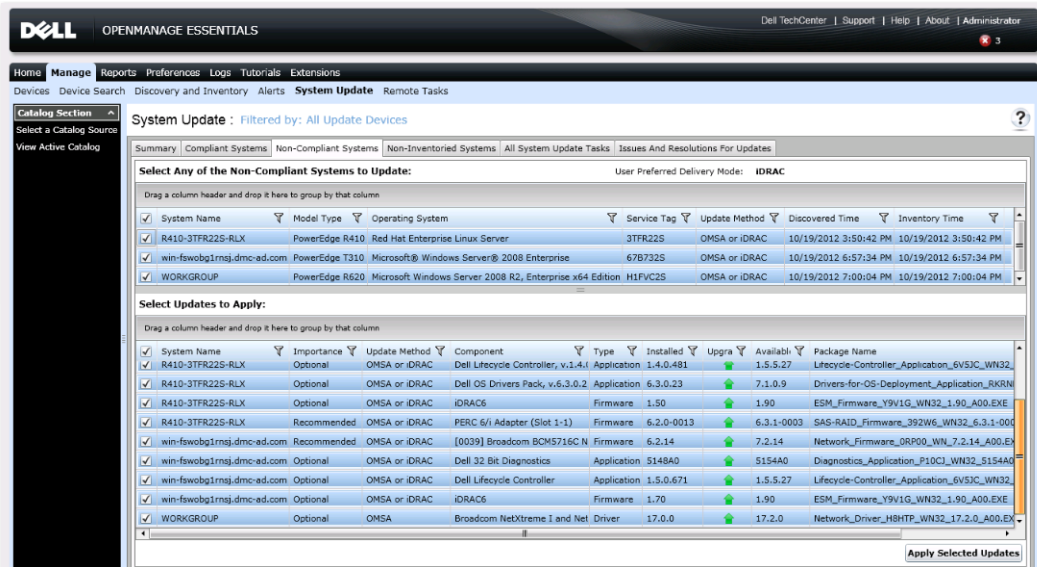 DELL OPENMANAGE ESSENTIALS
Dell TechCenter | Support | Help | About | Administrator
3
Home Manage Reports Preferences Logs Tutorials Extensions
Devices Device Search Discovery and Inventory Alerts System Update Remote Tasks
Catalog Section
Select a Catalog Source
View Active Catalog
System Update : Filtered by: All Update Devices
?
Summary Compliant Systems Non-Compliant Systems Non-Inventoried Systems All System Update Tasks Issues And Resolutions For Updates
Select Any of the Non-Compliant Systems to Update: User Preferred Delivery Mode: iDRAC
Drag a column header and drop it here to group by that column
System Name Model Type Operating System Service Tag Update Method Discovered Time Inventory Time
R410-3TFR22S-RLX PowerEdge R410 Red Hat Enterprise Linux Server 3TFR22S OMSA or iDRAC 10/19/2012 3:50:42 PM 10/19/2012 3:50:42 PM
win-fswobg1rnsj.dmc-ad.com PowerEdge T310 Microsoft® Windows Server® 2008 Enterprise 67B732S OMSA or iDRAC 10/19/2012 6:57:34 PM 10/19/2012 6:57:34 PM
WORKGROUP PowerEdge R620 Microsoft Windows Server 2008 R2, Enterprise x64 Edition H1FVC2S OMSA or iDRAC 10/19/2012 7:00:04 PM 10/19/2012 7:00:04 PM
Select Updates to Apply:
Drag a column header and drop it here to group by that column
System Name Importance Update Method Component Type Installed Upgra Available Package Name
R410-3TFR22S-RLX Optional OMSA or iDRAC Dell Lifecycle Controller, v.1.4.( Application 1.4.0.481 1.5.5.27 Lifecycle-Controller_Application_6V5JC_WN32_
R410-3TFR22S-RLX Optional OMSA or iDRAC Dell OS Drivers Pack, v.6.3.0.2 Application 6.3.0.23 7.1.0.9 Drivers-for-OS-Deployment_Application_RKRN
R410-3TFR22S-RLX Optional OMSA or iDRAC iDRAC6 Firmware 1.50 1.90 ESM_Firmware_Y9V1G_WN32_1.90_A00.EXE
R410-3TFR22S-RLX Recommended OMSA or iDRAC PERC 6/i Adapter (Slot 1-1) Firmware 6.2.0-0013 6.3.1-0003 SAS-RAID_Firmware_392W6_WN32_6.3.1-000
win-fswobg1rnsj.dmc-ad.com Recommended OMSA or iDRAC [0039] Broadcom BCM5716C N Firmware 6.2.14 7.2.14 Network_Firmware_0RP00_WN_7.2.14_A00.EX
win-fswobg1rnsj.dmc-ad.com Optional OMSA or iDRAC Dell 32 Bit Diagnostics Application 5148A0 5154A0 Diagnostics_Application_P10CJ_WN32_5154A0
win-fswobg1rnsj.dmc-ad.com Optional OMSA or iDRAC Dell Lifecycle Controller Application 1.5.0.671 1.5.5.27 Lifecycle-Controller_Application_6V5JC_WN32_
win-fswobg1rnsj.dmc-ad.com Optional OMSA or iDRAC iDRAC6 Firmware 1.70 1.90 ESM_Firmware_Y9V1G_WN32_1.90_A00.EXE
WORKGROUP Optional OMSA Broadcom NetXtreme I and Net Driver 17.0.0 17.2.0 Network_Driver_H8HTP_WN32_17.2.0_A00.EX
Apply Selected Updates